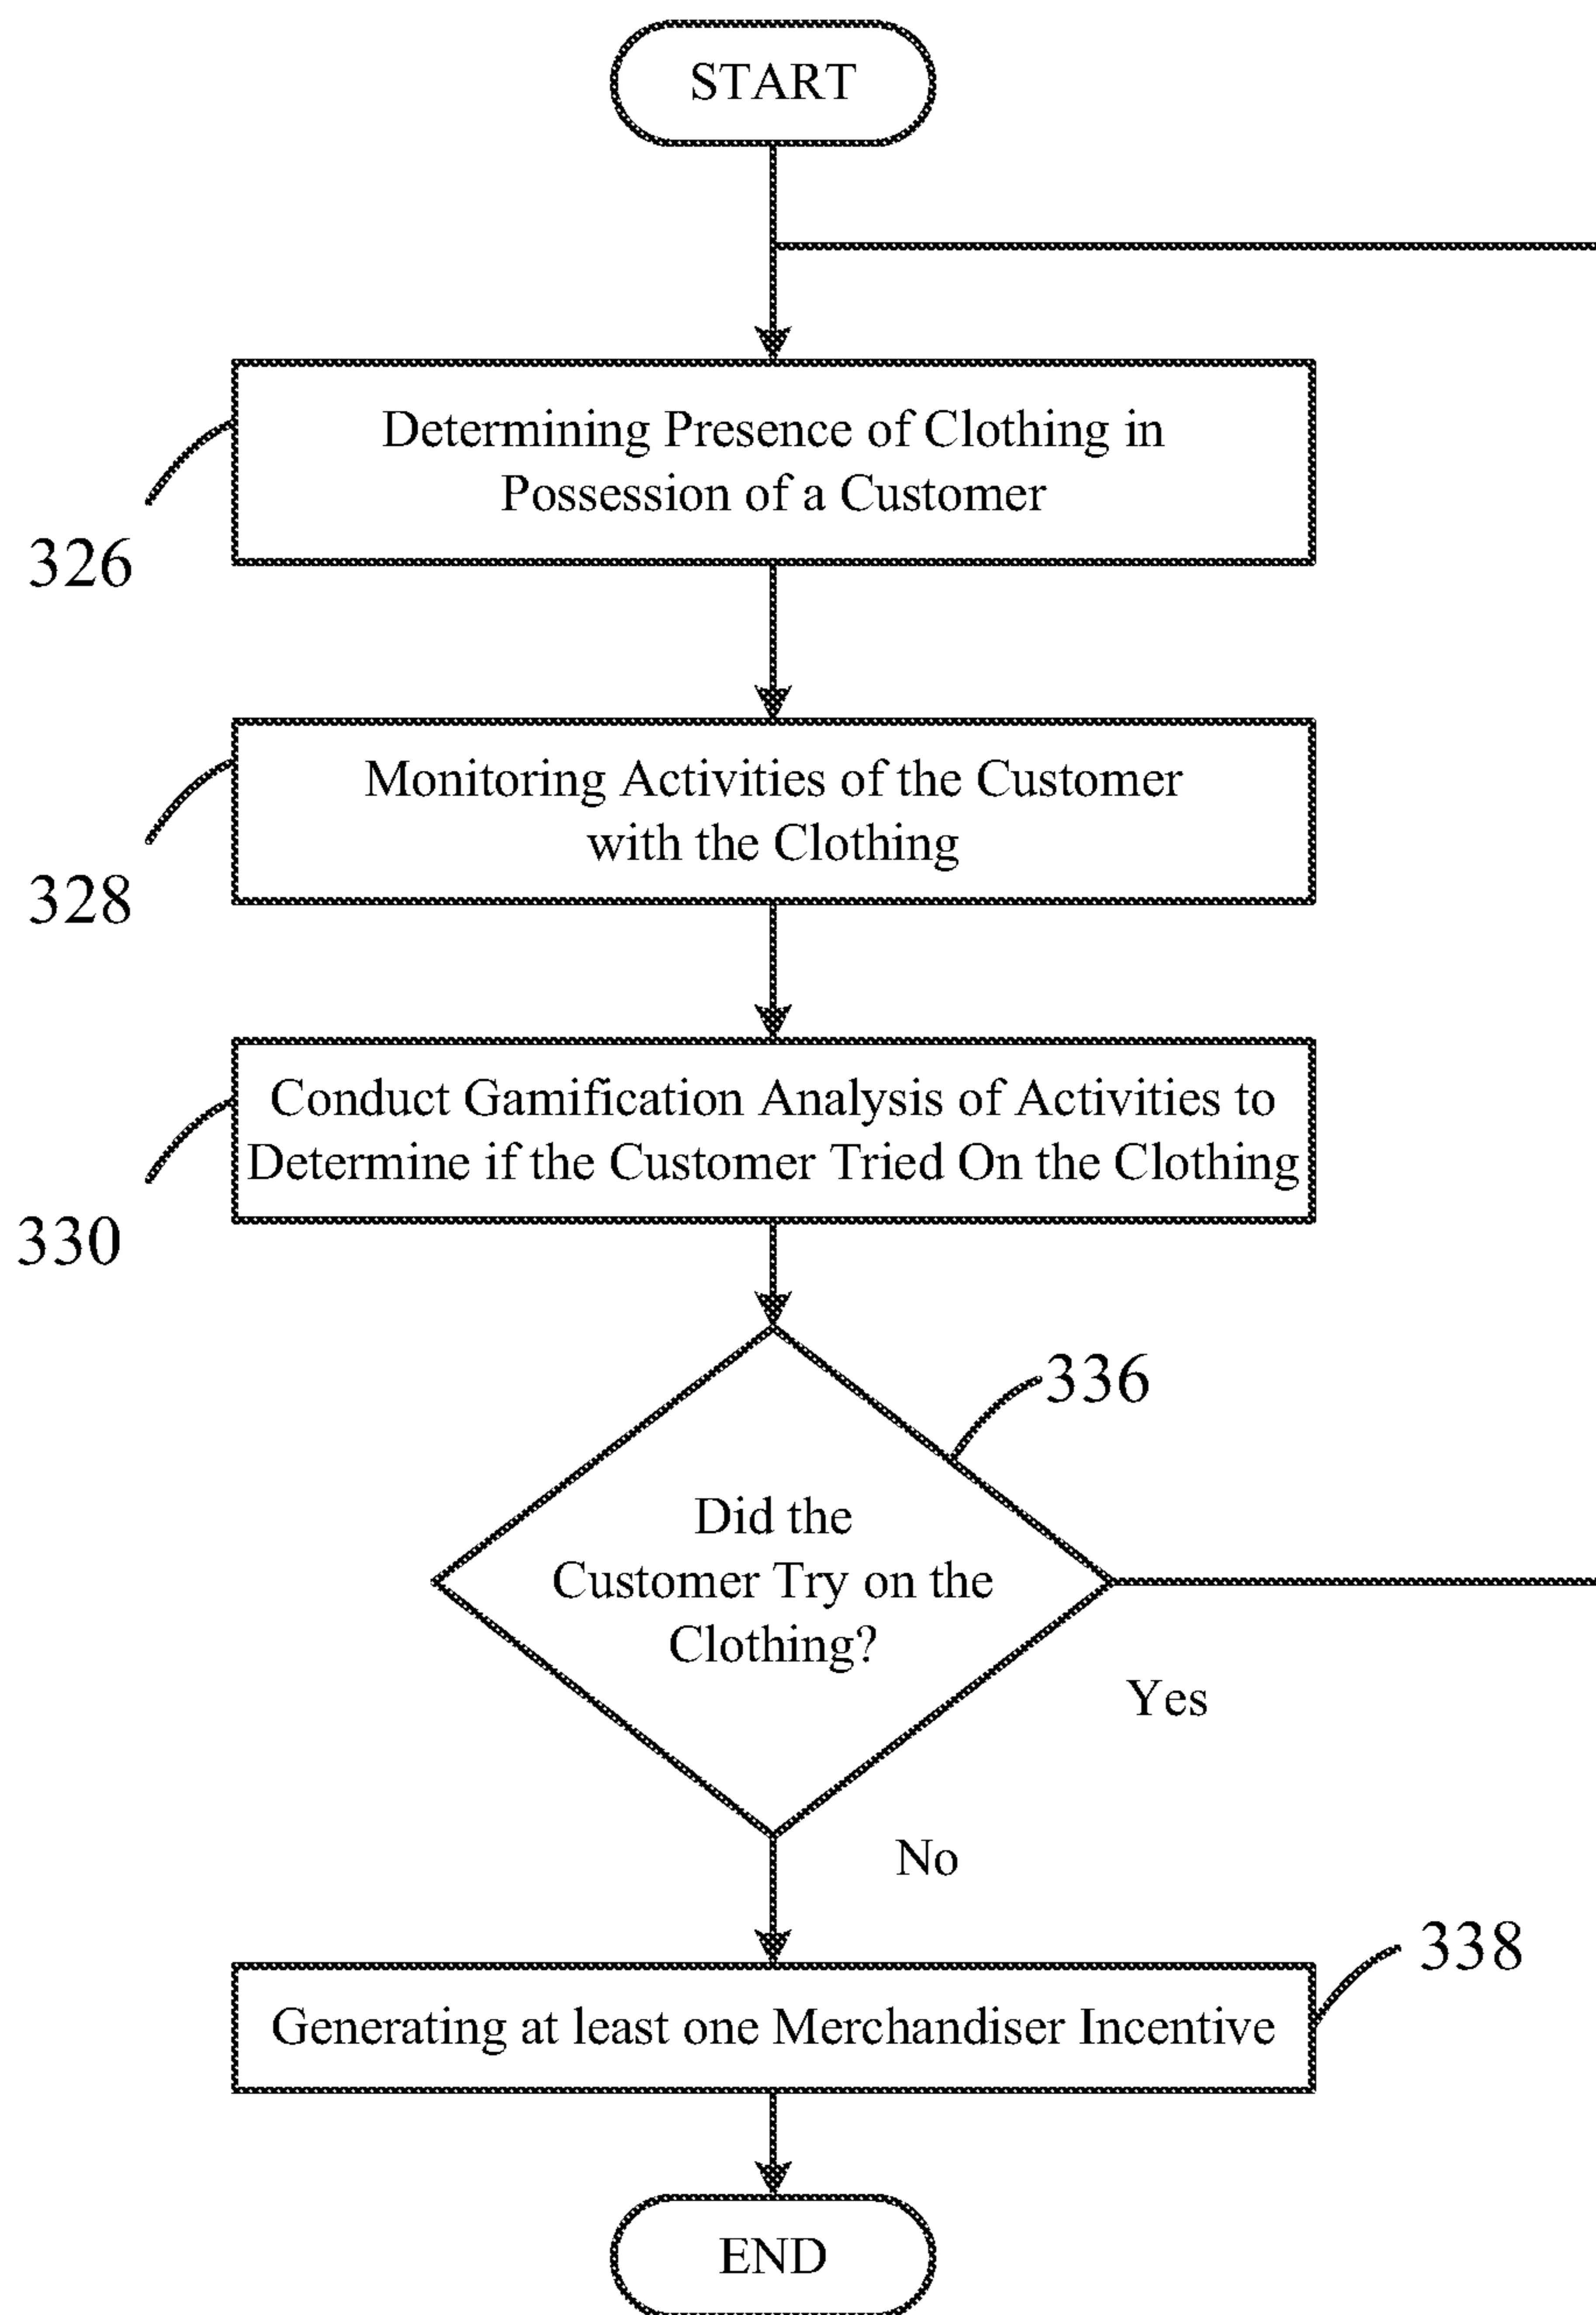 START
Determining Presence of Clothing in
Possession of a Customer
326
Monitoring Activities of the Customer
with the Clothing
328
Conduct Gamification Analysis of Activities to
Determine if the Customer Tried On the Clothing
330
336
Did the
Customer Try on the
Clothing?
Yes
No
338
Generating at least one Merchandiser Incentive
END